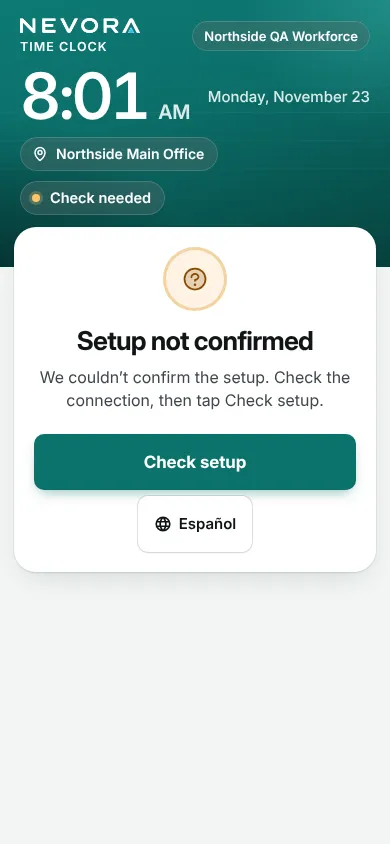 NEVORA
TIME CLOCK
Northside QA Workforce
8:01 AM
Monday, November 23
Northside Main Office
Check needed
Setup not confirmed
We couldn’t confirm the setup. Check the
connection, then tap Check setup.
Check setup
Español